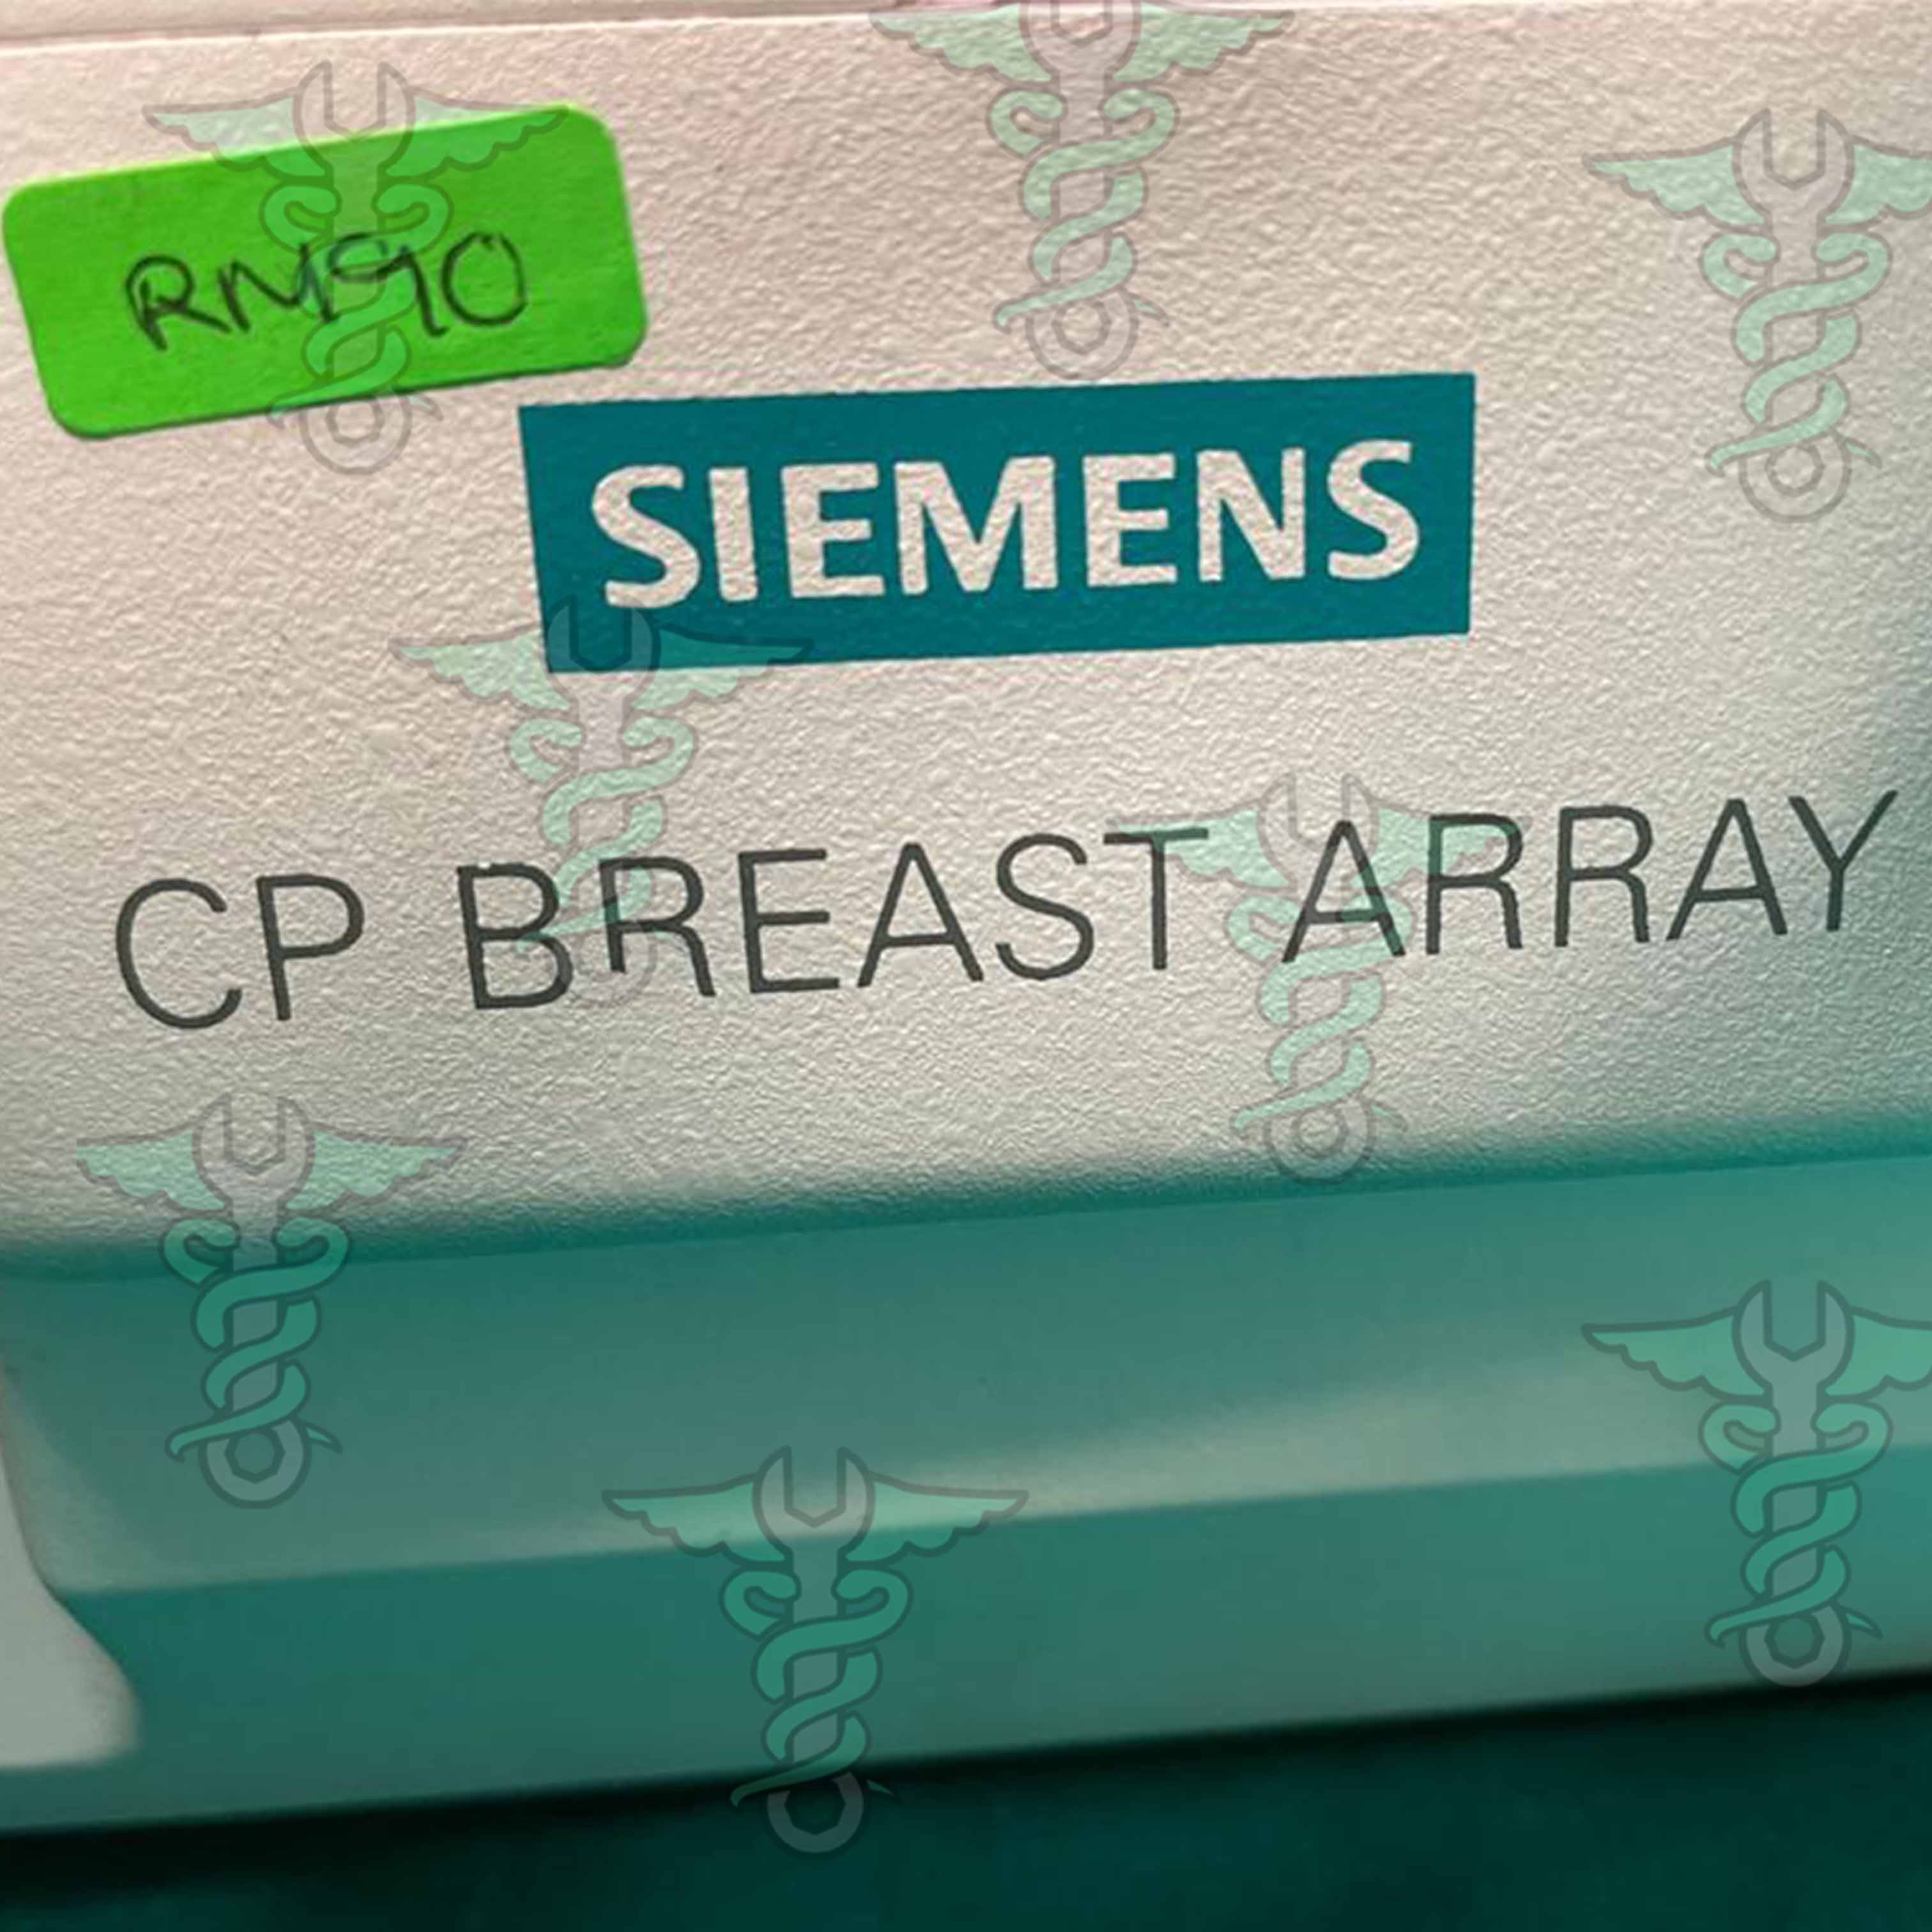 RM90
SIEMENS
CP BREAST ARRAY